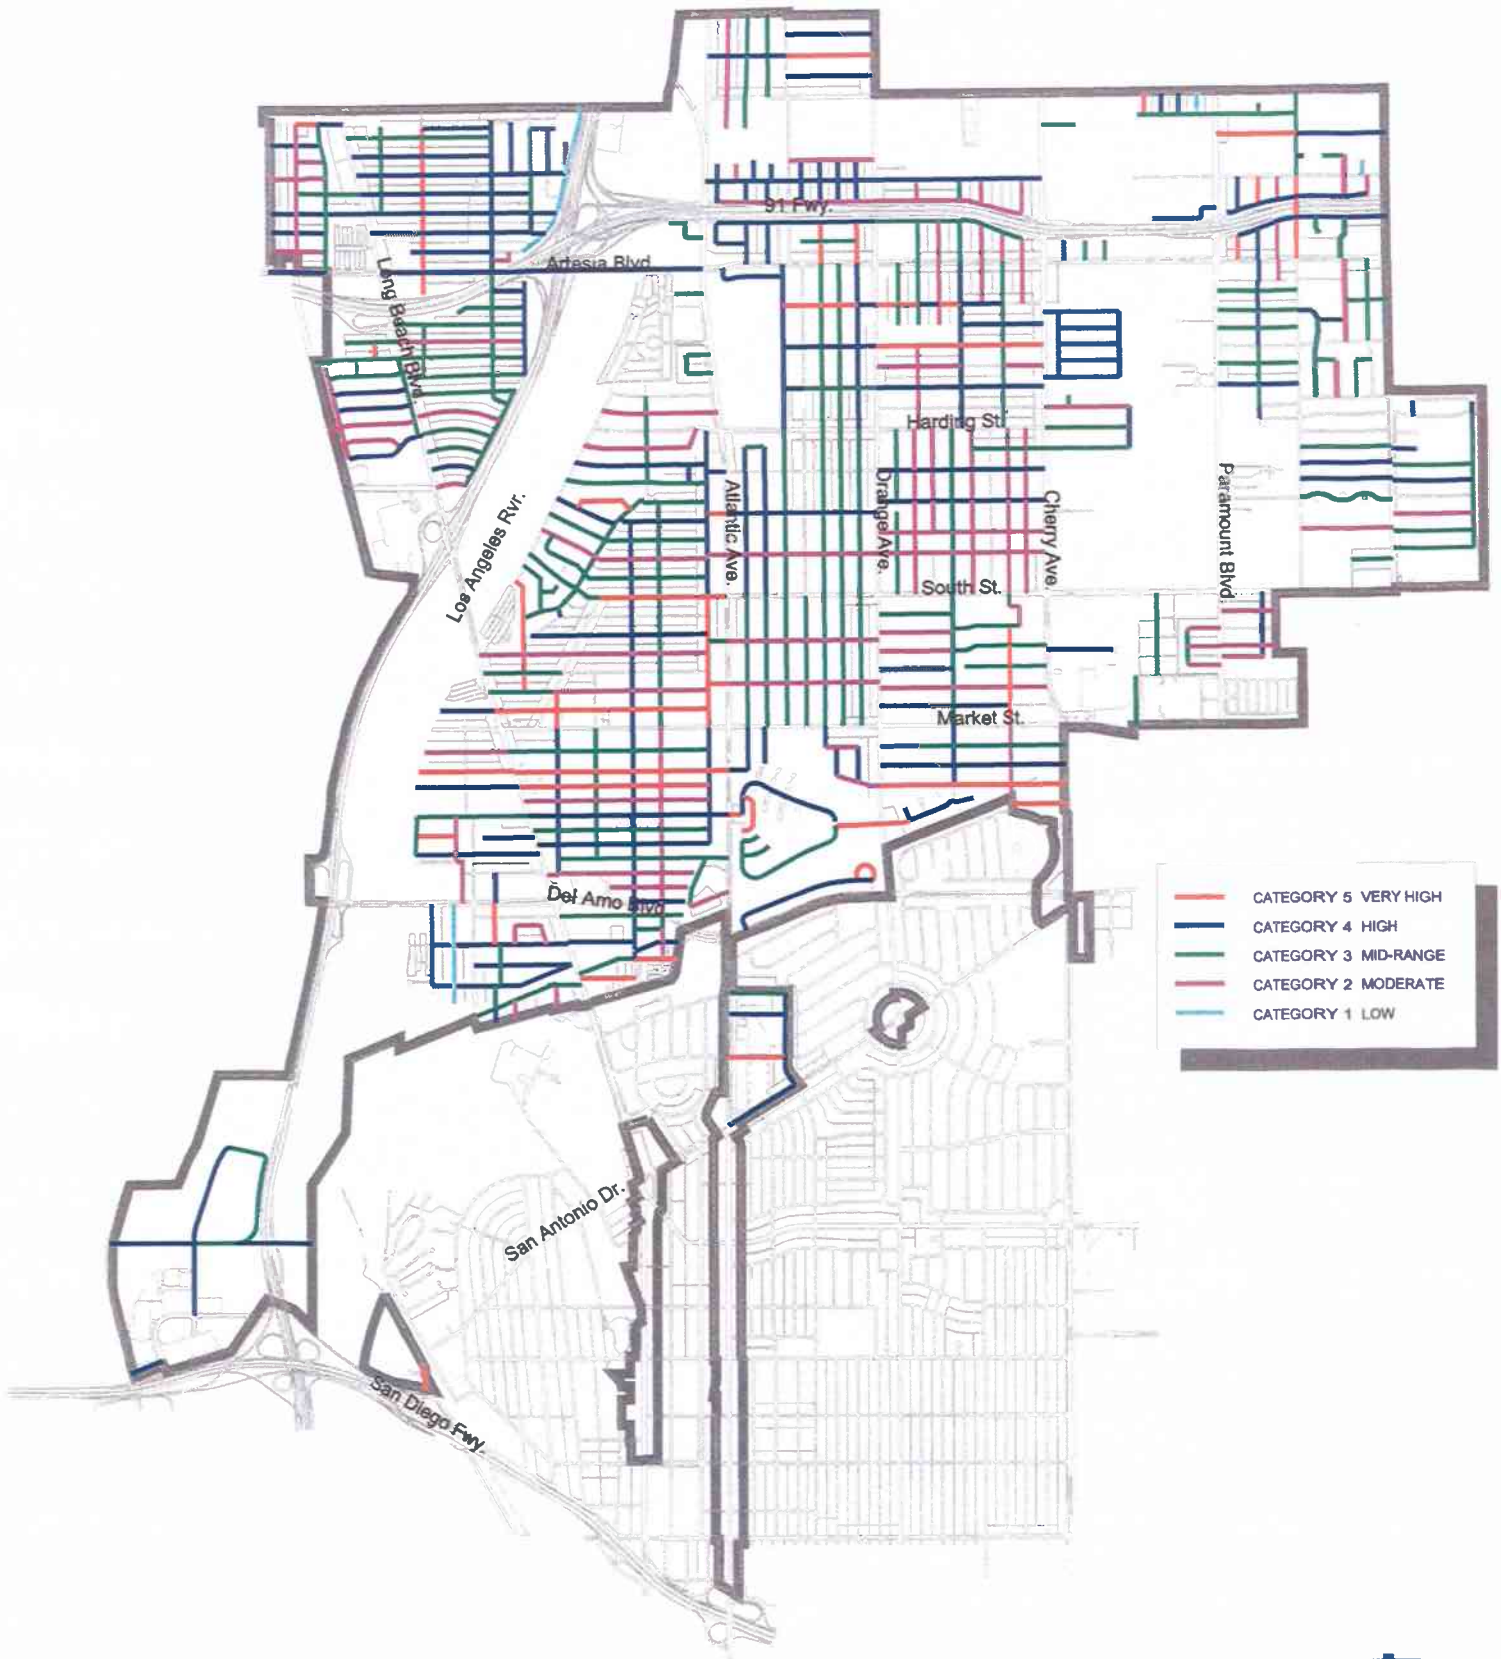 91 Fwy.
Artesia Blvd
Long Beach Blvd.
Harding St.
Los Angeles Rvr.
Atlantic Ave.
Orange Ave.
Cherry Ave.
Paramount Blvd.
South St.
Market St.
Del Amo Blvd
CATEGORY 5 VERY HIGH
CATEGORY 4 HIGH
CATEGORY 3 MID-RANGE
CATEGORY 2 MODERATE
CATEGORY 1 LOW
San Antonio Dr.
San Diego Fwy.